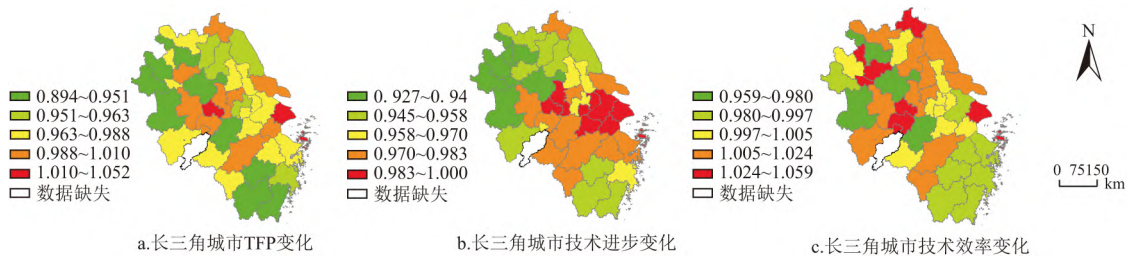 0.894~0.951
0.951~0.963
0.963~0.988
0.988~1.010
1.010~1.052
数据缺失
a.长三角城市TFP变化
0. 927~0. 94
0.945~0.958
0.958~0.970
0.970~0.983
0.983~1.000
数据缺失
b.长三角城市技术进步变化
0.959~0.980
0.980~0.997
0.997~1.005
1.005~1.024
1.024~1.059
数据缺失
c.长三角城市技术效率变化
N
0 75150
km